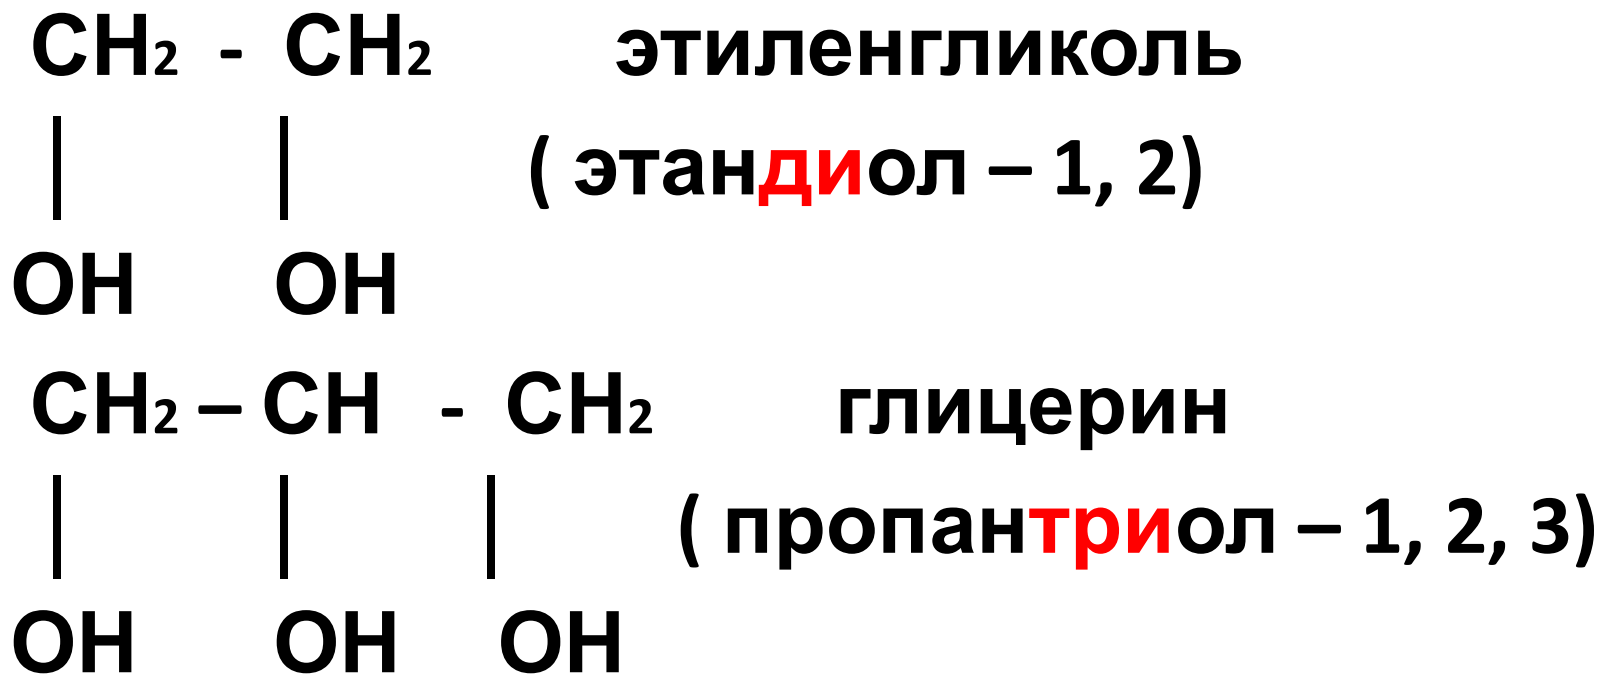 CH₂ - CH₂ этиленгликоль
| | ( этандиол – 1, 2)
OH OH
CH₂ – CH - CH₂ глицерин
| | | ( пропантриол – 1, 2, 3)
OH OH OH